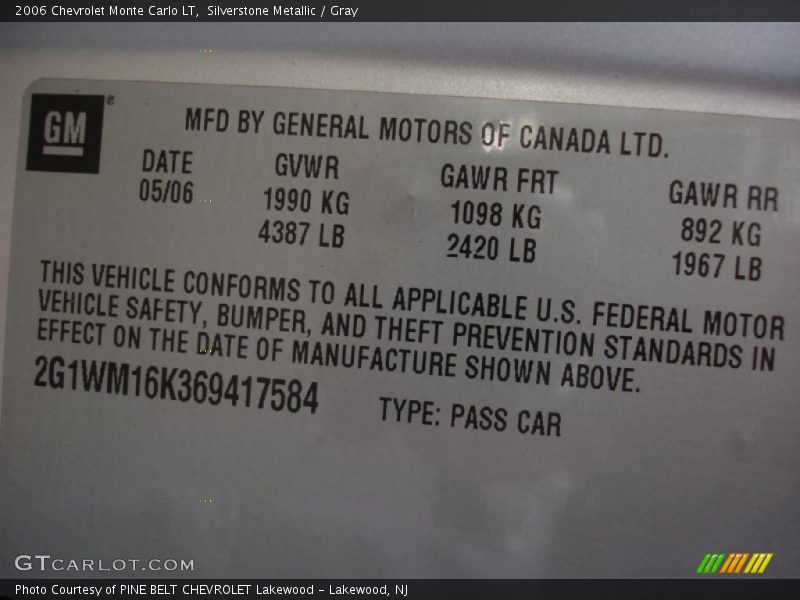 2006 Chevrolet Monte Carlo LT,  Silverstone Metallic / Gray
GM®
MFD BY GENERAL MOTORS OF CANADA LTD.
DATE GVWR GAWR FRT GAWR RR
05/06 1990 KG 1098 KG 892 KG
4387 LB 2420 LB 1967 LB
THIS VEHICLE CONFORMS TO ALL APPLICABLE U.S. FEDERAL MOTOR
VEHICLE SAFETY, BUMPER, AND THEFT PREVENTION STANDARDS IN
EFFECT ON THE DATE OF MANUFACTURE SHOWN ABOVE.
2G1WM16K369417584 TYPE: PASS CAR
GTCARLOT.COM
Photo Courtesy of PINE BELT CHEVROLET Lakewood - Lakewood, NJ